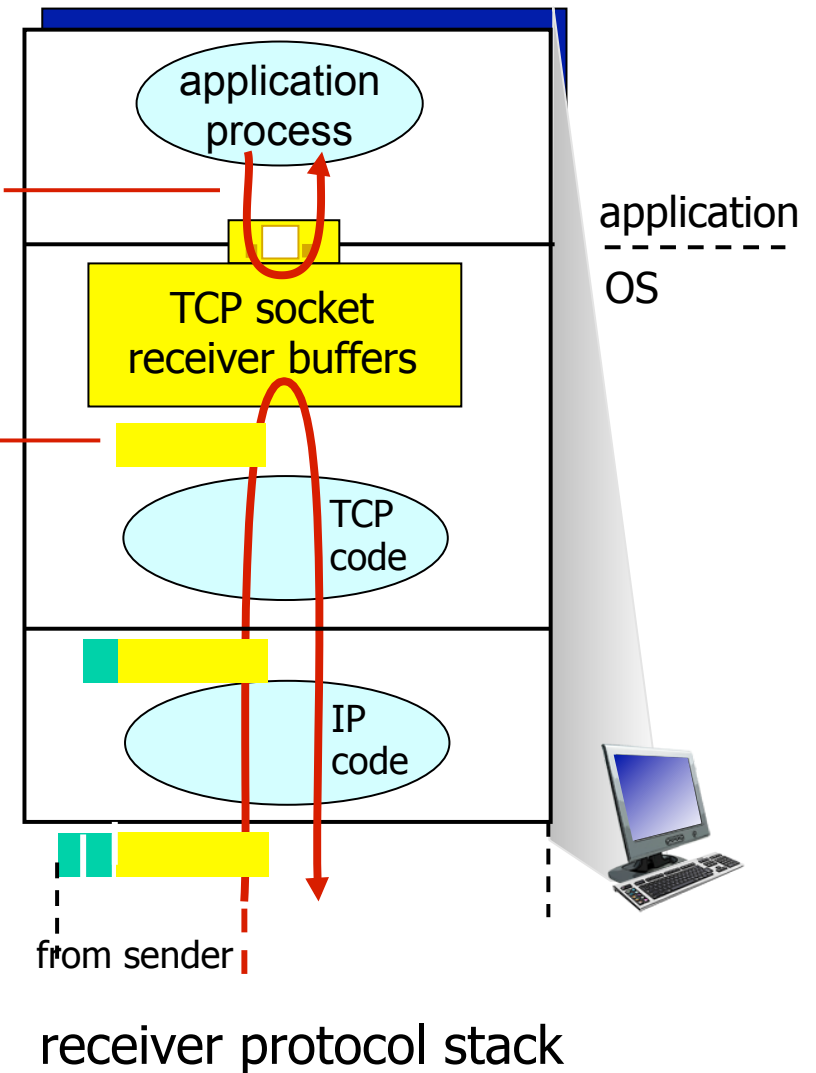 application
process
application
OS
TCP socket
receiver buffers
TCP
code
IP
code
from sender
receiver protocol stack